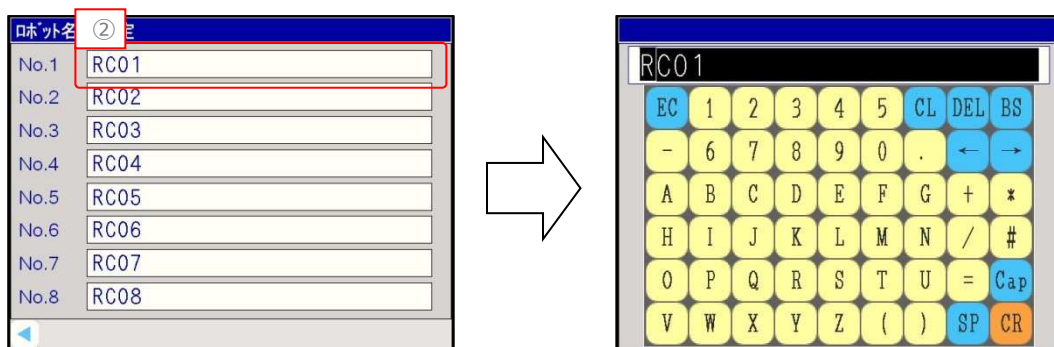 ロボット名
②
定
No.1 RC01
No.2 RC02
No.3 RC03
No.4 RC04
No.5 RC05
No.6 RC06
No.7 RC07
No.8 RC08
RC01
EC 1 2 3 4 5 CL DEL BS
- 6 7 8 9 0 . ← →
A B C D E F G + *
H I J K L M N / #
O P Q R S T U = Cap
V W X Y Z ( ) SP CR